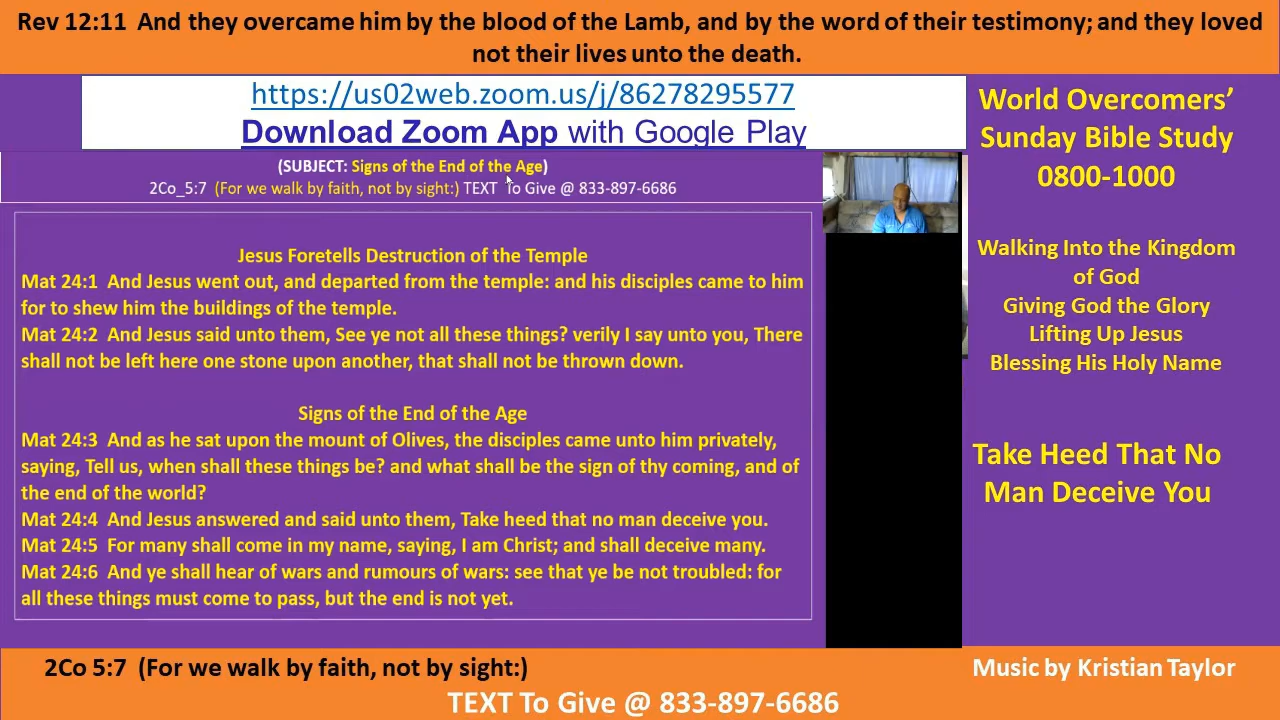 Rev 12:11  And they overcame him by the blood of the Lamb, and by the word of their testimony; and they loved
not their lives unto the death.
https://us02web.zoom.us/j/86278295577
Download Zoom App with Google Play
(SUBJECT: Signs of the End of the Age)
2Co_5:7  (For we walk by faith, not by sight:) TEXT  To Give @ 833-897-6686
Jesus Foretells Destruction of the Temple
Mat 24:1  And Jesus went out, and departed from the temple: and his disciples came to him
for to shew him the buildings of the temple.
Mat 24:2  And Jesus said unto them, See ye not all these things? verily I say unto you, There
shall not be left here one stone upon another, that shall not be thrown down.
Signs of the End of the Age
Mat 24:3  And as he sat upon the mount of Olives, the disciples came unto him privately,
saying, Tell us, when shall these things be? and what shall be the sign of thy coming, and of
the end of the world?
Mat 24:4  And Jesus answered and said unto them, Take heed that no man deceive you.
Mat 24:5  For many shall come in my name, saying, I am Christ; and shall deceive many.
Mat 24:6  And ye shall hear of wars and rumours of wars: see that ye be not troubled: for
all these things must come to pass, but the end is not yet.
World Overcomers'
Sunday Bible Study
0800-1000
Walking Into the Kingdom
of God
Giving God the Glory
Lifting Up Jesus
Blessing His Holy Name
Take Heed That No
Man Deceive You
2Co 5:7  (For we walk by faith, not by sight:)
Music by Kristian Taylor
TEXT To Give @ 833-897-6686